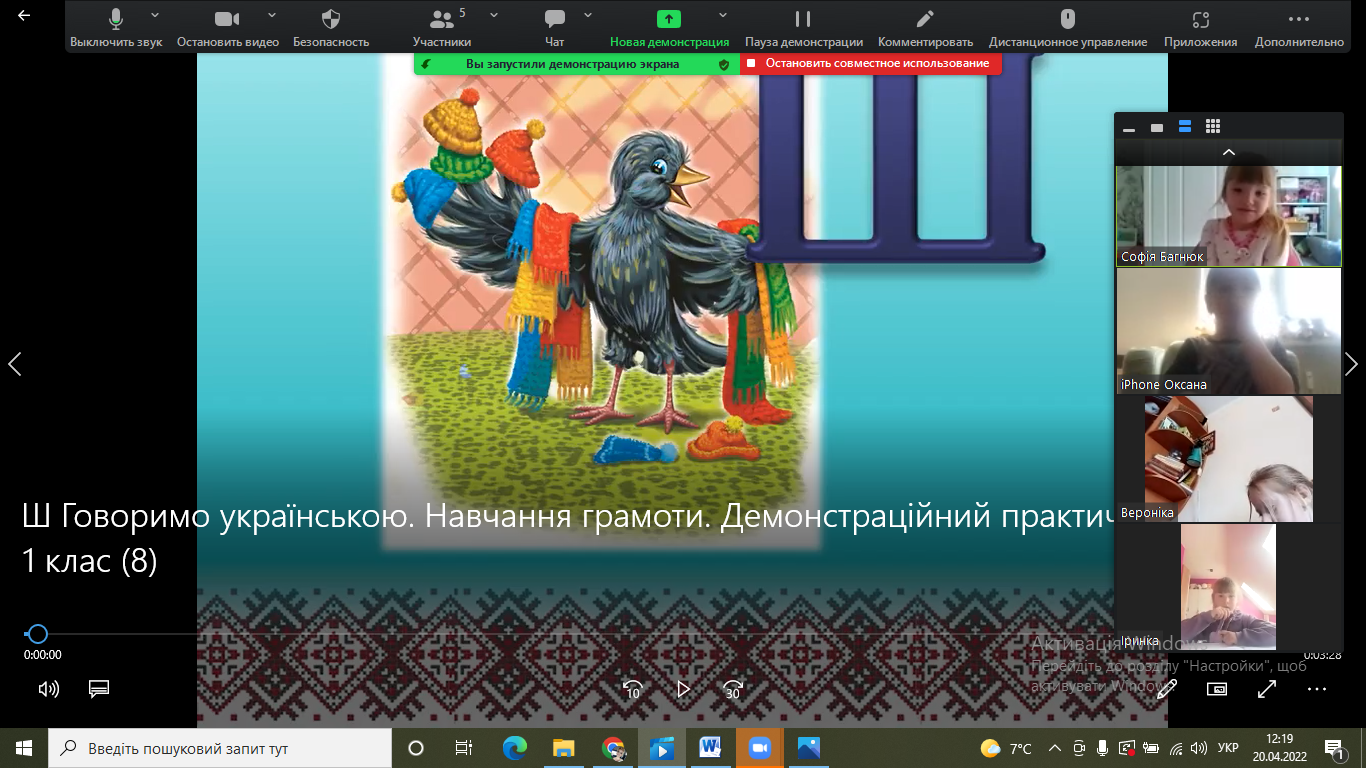 Выключить звук
Остановить видео
Безопасность
Участники
5
Чат
Новая демонстрация
Пауза демонстрации
Комментировать
Дистанционное управление
Приложения
Дополнительно
Вы запустили демонстрацию экрана
Остановить совместное использование
Ш
Софія Багнюк
iPhone Оксана
Вероніка
Іринка
Ш Говоримо українською. Навчання грамоти. Демонстраційний практич
1 клас (8)
0:00:00
0:03:28
Активація Windows
Перейдіть до розділу "Настройки", щоб
активувати Windows.
10
30
Введіть пошуковий запит тут
7°C
УКР
12:19
20.04.2022
1